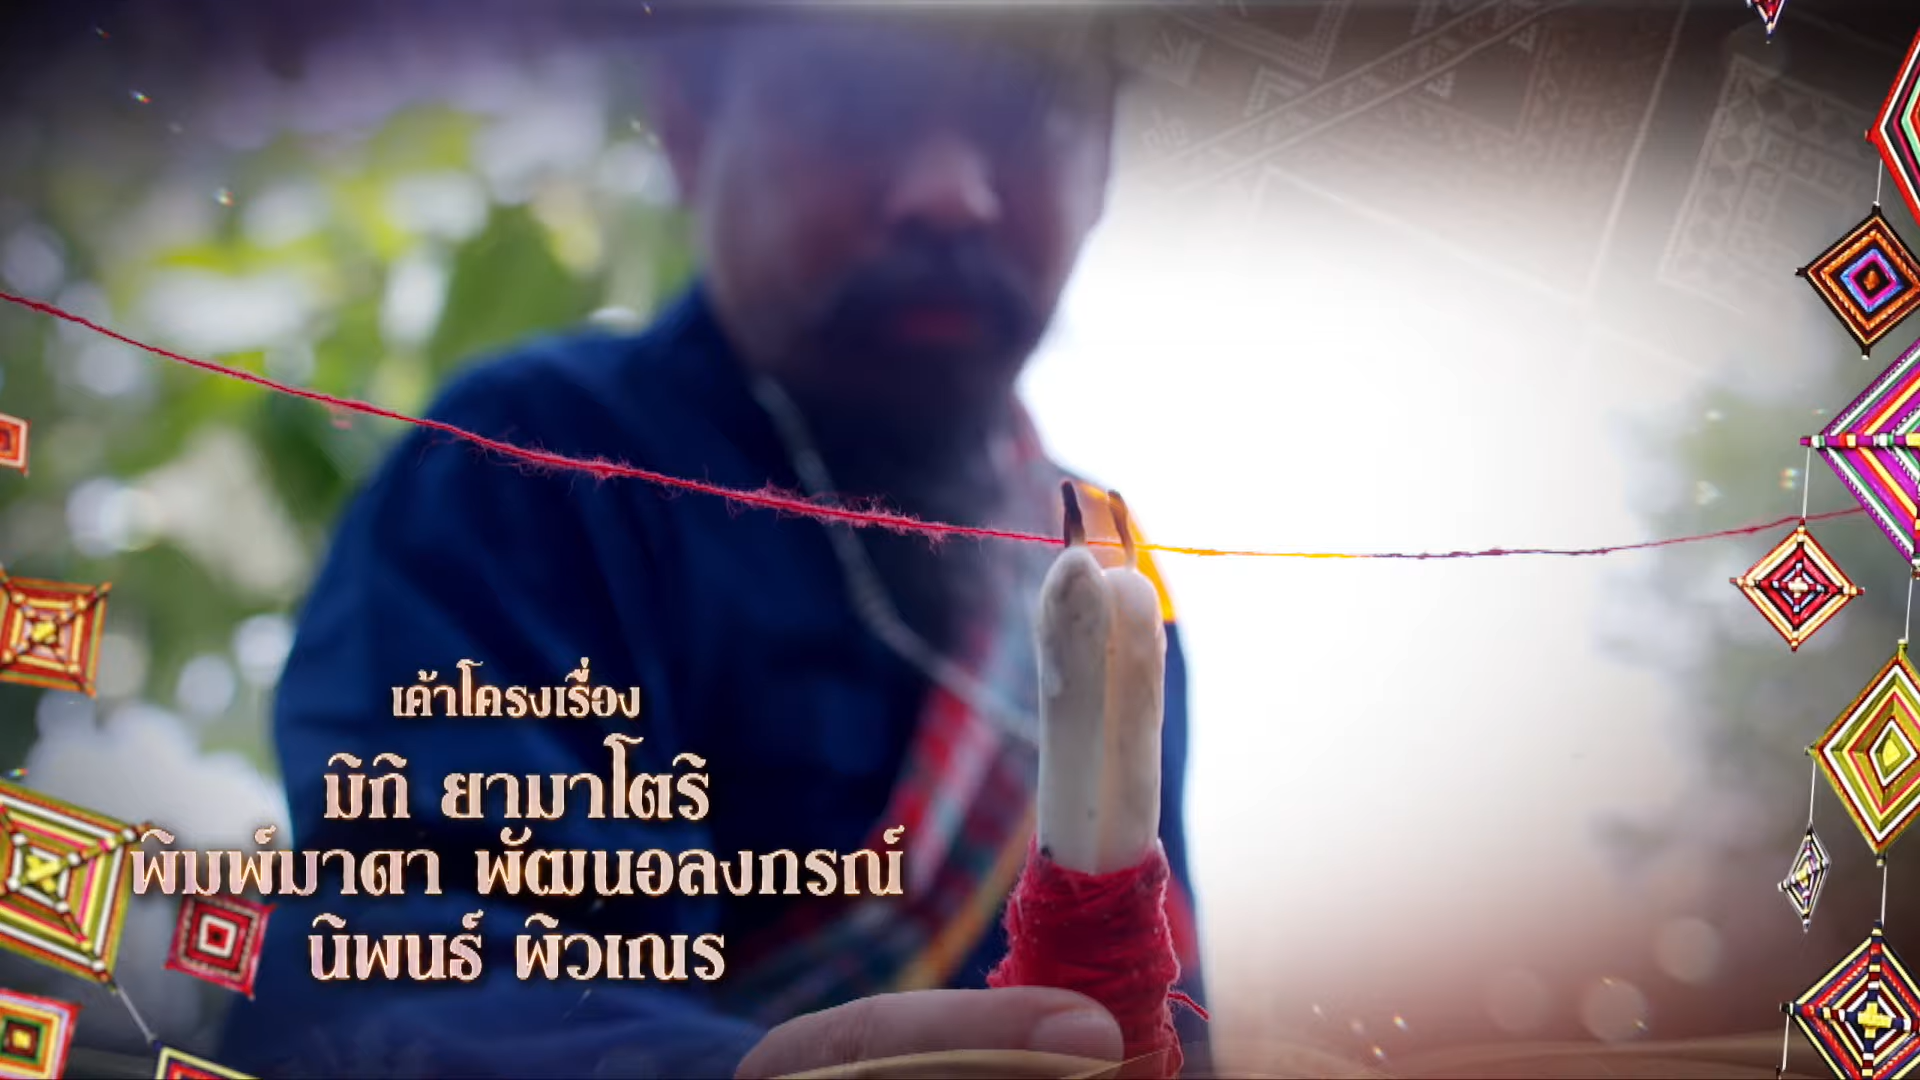 เค้าโครงเรื่อง
มิกิ ยามาโตริ
พิมพ์มาดา พัฒนอลงกรณ์
นิพนธ์ ผิวเณร